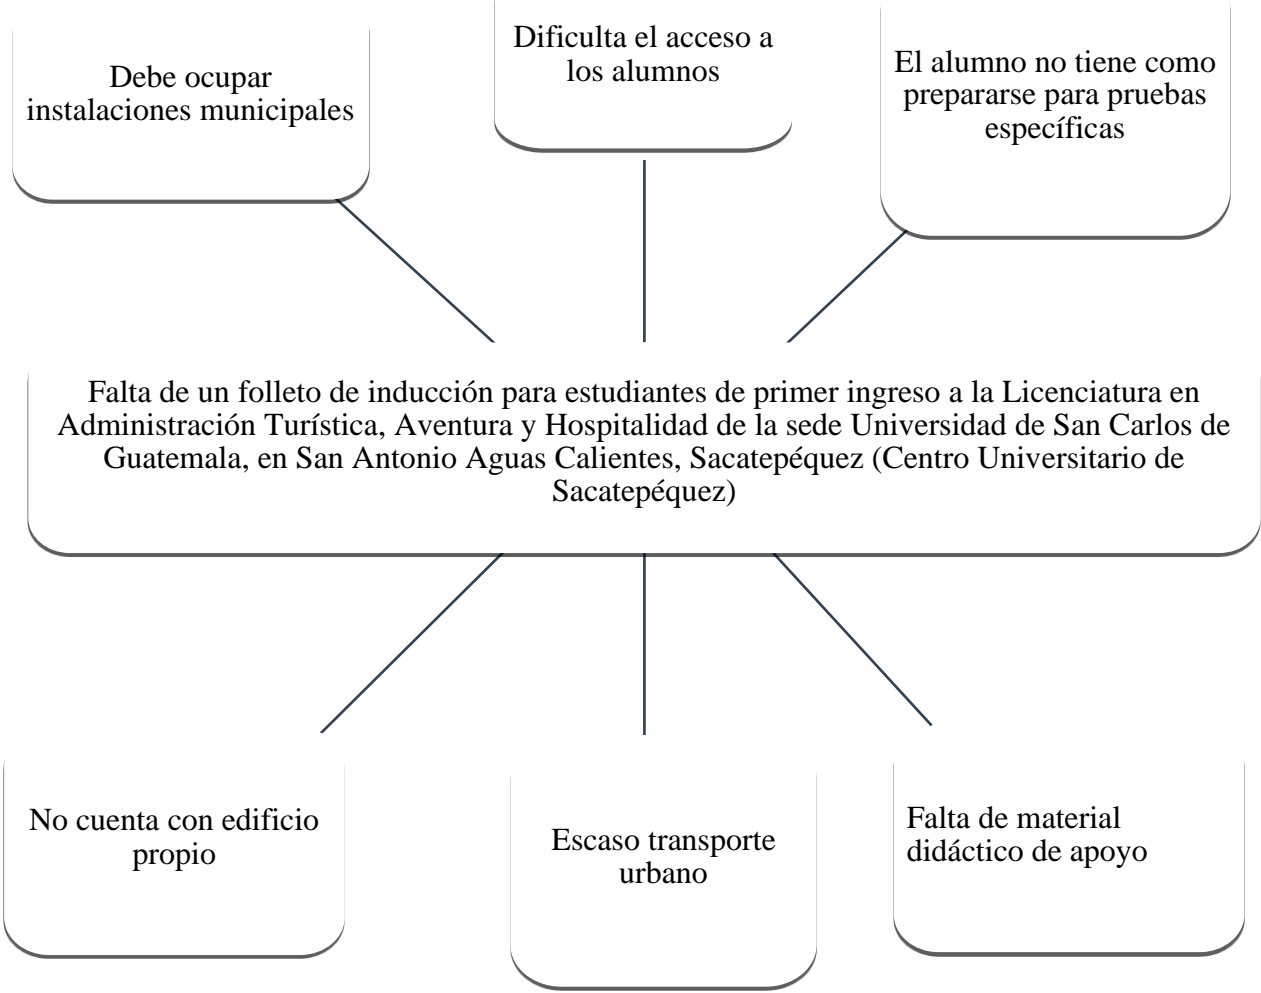 Debe ocupar
instalaciones municipales
Dificulta el acceso a
los alumnos
El alumno no tiene como
prepararse para pruebas
específicas
Falta de un folleto de inducción para estudiantes de primer ingreso a la Licenciatura en
Administración Turística, Aventura y Hospitalidad de la sede Universidad de San Carlos de
Guatemala, en San Antonio Aguas Calientes, Sacatepéquez (Centro Universitario de
Sacatepéquez)
No cuenta con edificio
propio
Escaso transporte
urbano
Falta de material
didáctico de apoyo